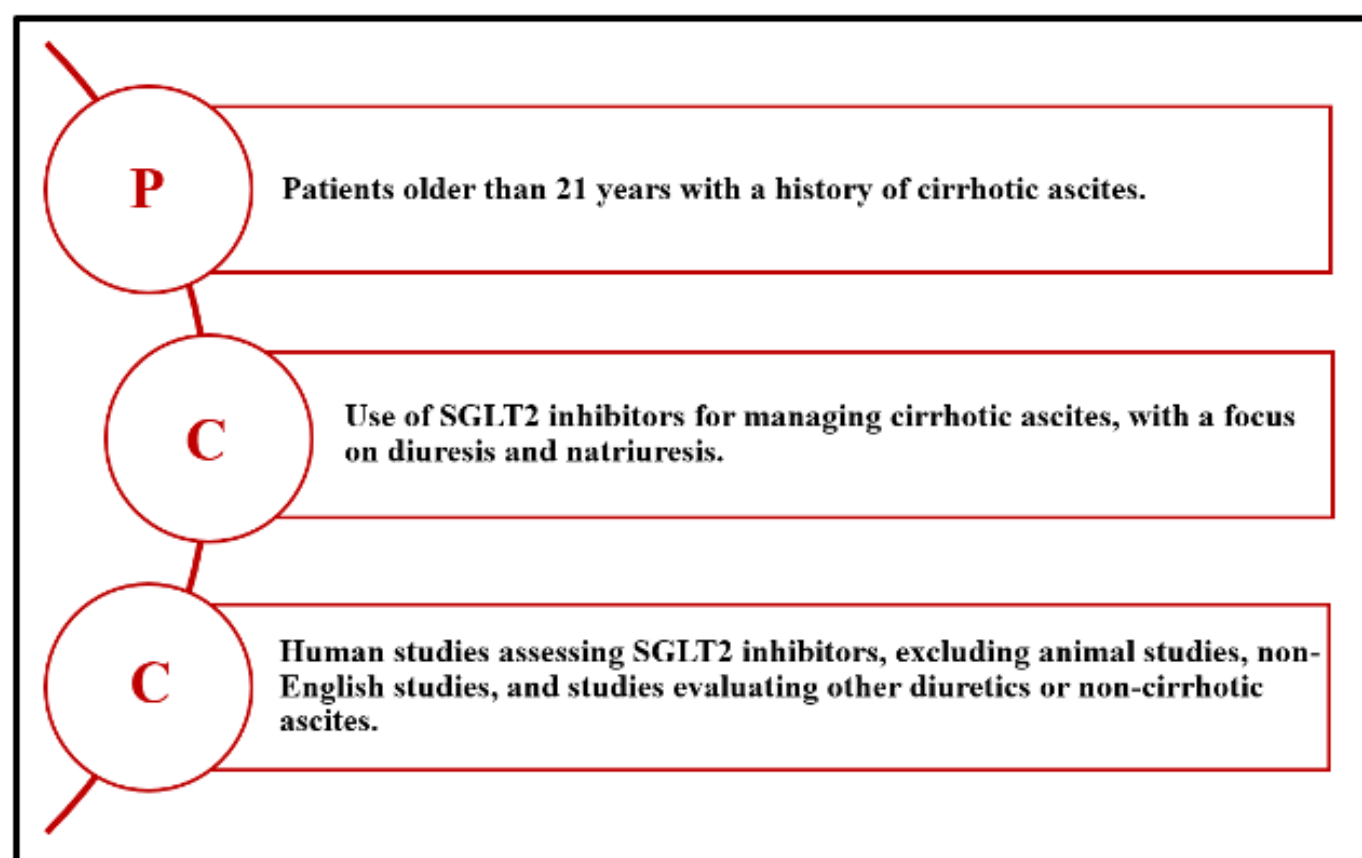 P
Patients older than 21 years with a history of cirrhotic ascites.
C
Use of SGLT2 inhibitors for managing cirrhotic ascites, with a focus
on diuresis and natriuresis.
C
Human studies assessing SGLT2 inhibitors, excluding animal studies, non-
English studies, and studies evaluating other diuretics or non-cirrhotic
ascites.